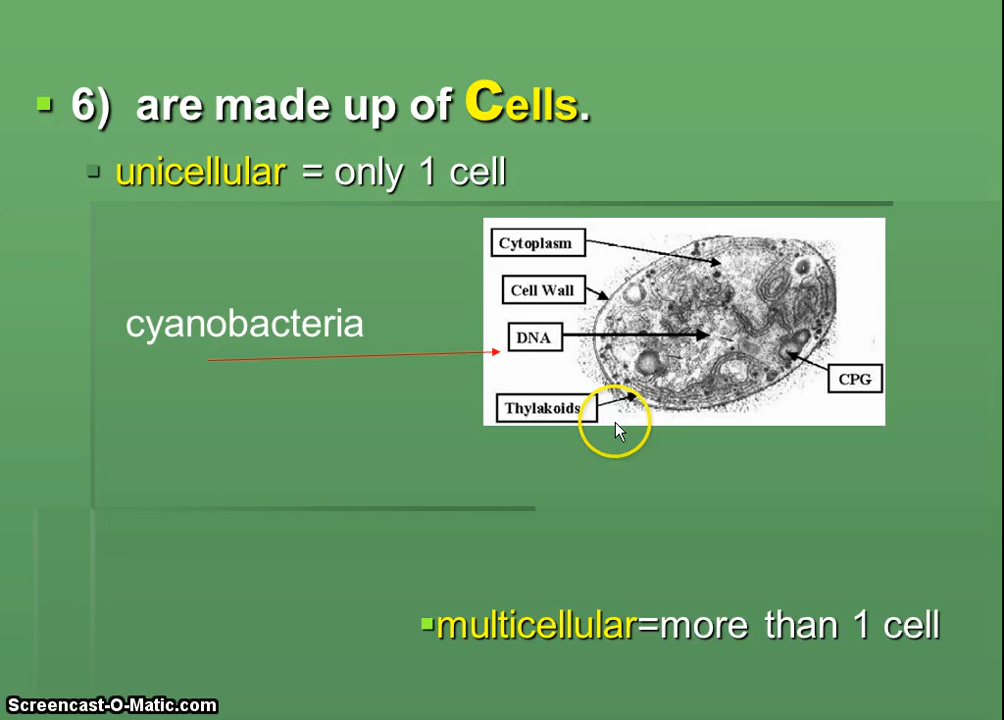 6) are made up of Cells.
unicellular = only 1 cell
Cytoplasm
Cell Wall
cyanobacteria
DNA
CPG
Thylakoids
multicellular=more than 1 cell
Screencast-O-Matic.com